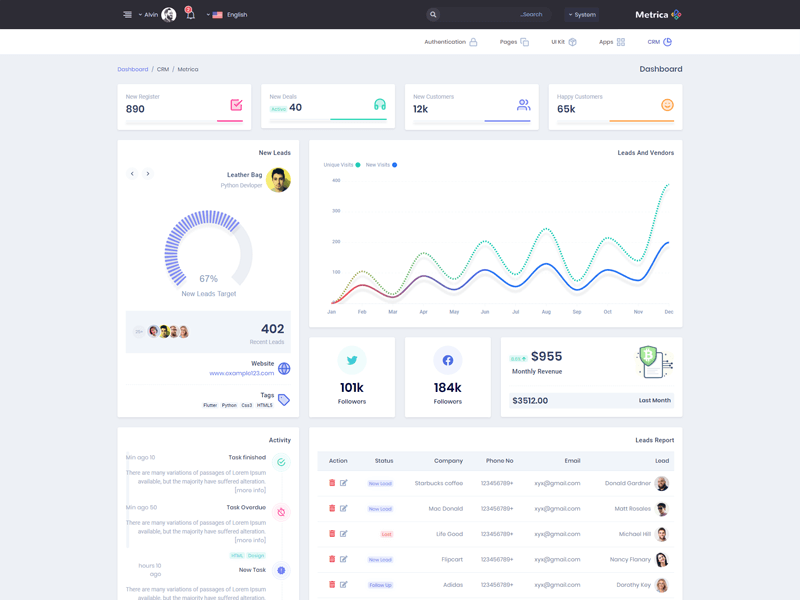 Alvin
2
English
Search...
System
Metrica
Authentication
Pages
UI Kit
Apps
CRM
Dashboard / CRM / Metrica
Dashboard
New Register
890
New Deals
Active 40
New Customers
12k
Happy Customers
65k
New Leads
Leather Bag
Python Devloper
67%
New Leads Target
402
Recent Leads
Website
www.example123.com
Tags
Flutter Python Css3 HTML5
Leads And Vendors
Unique Visits New Visits
400
300
200
100
Jan Feb Mar Apr May Jun Jul Aug Sep Oct Nov Dec
101k
Followers
184k
Followers
$955
Monthly Revenue
$3512.00 Last Month
Activity
Min ago 10 Task finished
There are many variations of passages of Lorem Ipsum
available, but the majority have suffered alteration.
[more info]
Min ago 50 Task Overdue
There are many variations of passages of Lorem Ipsum
available, but the majority have suffered alteration.
[more info]
HTML Design
hours 10
ago
New Task
There are many variations of passages of Lorem Ipsum
available, but the majority have suffered alteration.
Leads Report
Action Status Company Phone No Email Lead
New Lead Starbucks coffee 123456789+ xyx@gmail.com Donald Gardner
New Lead Mac Donald 123456789+ xyx@gmail.com Matt Rosales
Lost Life Good 123456789+ xyx@gmail.com Michael Hill
New Lead Flipcart 123456789+ xyx@gmail.com Nancy Flanary
Follow Up Adidas 123456789+ xyx@gmail.com Dorothy Key